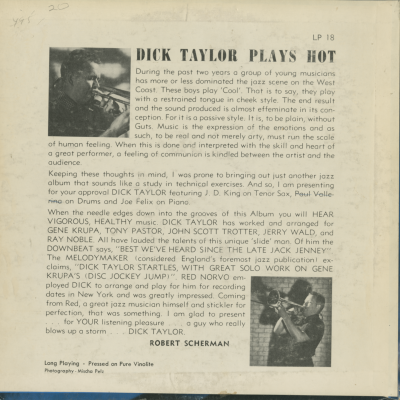 20
LP 18
DICK TAYLOR PLAYS HOT
During the past two years a group of young musicians
has more or less dominated the jazz scene on the West
Coast. These boys play 'Cool'. That is to say, they play
with a restrained tongue in cheek style. The end result
and the sound produced is almost effeminate in its con-
ception. For it is a passive style. It is, to be plain, without
Guts. Music is the expression of the emotions and as
such, to be real and not merely arty, must run the scale
of human feeling. When this is done and interpreted with the skill and heart of
a great performer, a feeling of communion is kindled between the artist and the
audience.
Keeping these thoughts in mind, I was prone to bringing out just another jazz
album that sounds like a study in technical exercises. And so, I am presenting
for your approval DICK TAYLOR featuring J. D. King on Tenor Sax, Paul Valle-
rina on Drums and Joe Felix on Piano.
When the needle edges down into the grooves of this Album you will HEAR
VIGOROUS, HEALTHY music. DICK TAYLOR has worked and arranged for
GENE KRUPA, TONY PASTOR, JOHN SCOTT TROTTER, JERRY WALD, and
RAY NOBLE. All have lauded the talents of this unique 'slide' man. Of him the
DOWNBEAT says, "BEST WE'VE HEARD SINCE THE LATE JACK JENNEY".
The MELODYMAKER (considered England's foremost jazz publication) ex-
claims, "DICK TAYLOR STARTLES, WITH GREAT SOLO WORK ON GENE
KRUPA'S (DISC JOCKEY JUMP)". RED NORVO em-
ployed DICK to arrange and play for him for recording
dates in New York and was greatly impressed. Coming
from Red, a great jazz musician himself and stickler for
perfection, that was something. I am glad to present
. . . for YOUR listening pleasure . . . a guy who really
blows up a storm . . . DICK TAYLOR.
ROBERT SCHERMAN
Long Playing - Pressed on Pure Vinolite
Photography - Mischa Pelz